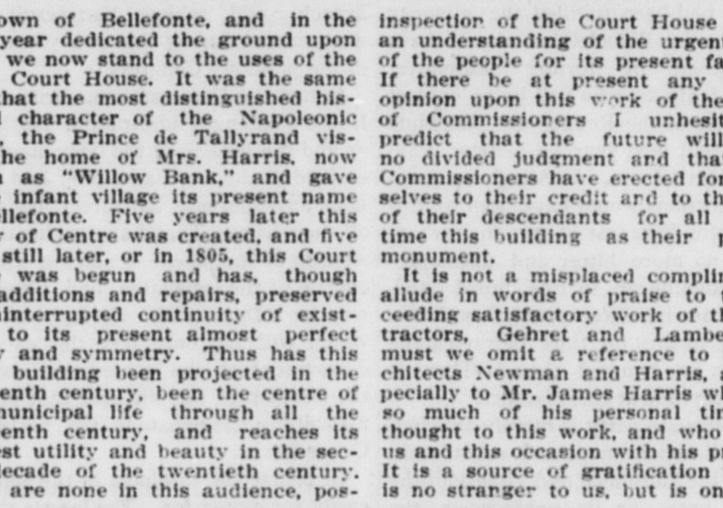 own of Bellefonte, and in the
year dedicated the ground upon
we now stand to the uses of the
Court House. It was the same
hat the most distinguished his-
character of the Napoleonic
, the Prince de Tallyrand vis-
he home of Mrs. Harris, now
as "Willow Bank," and gave
infant village its present name
llefonte. Five years later this
of Centre was created, and five
still later, or in 1805, this Court
was begun and has, though
additions and repairs, preserved
interrupted continuity of exist-
to its present almost perfect
and symmetry. Thus has this
building been projected in the
enth century, been the centre of
municipal life through all the
enth century, and reaches its
est utility and beauty in the sec-
decade of the twentieth century.
are none in this audience, pos-
inspection of the Court House
an understanding of the urgen
of the people for its present fa
If there be at present any
opinion upon this work of the
of Commissioners I unhesit
predict that the future will
no divided judgment and tha
Commissioners have erected for
selves to their credit ard to th
of their descendants for all
time this building as their
monument.
It is not a misplaced complim
allude in words of praise to
ceeding satisfactory work of th
tractors, Gehret and Lambe
must we omit a reference to
chitects Newman and Harris, a
pecially to Mr. James Harris w
so much of his personal tim
thought to this work, and who
us and this occasion with his p
It is a source of gratification
is no stranger to us, but is on